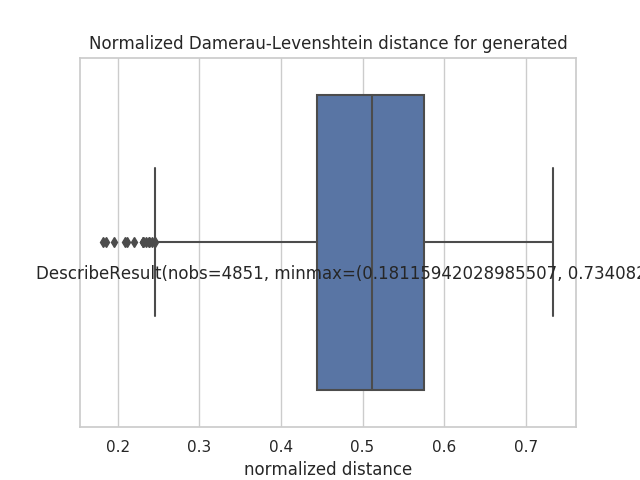 Normalized Damerau-Levenshtein distance for generated
DescribeResult(nobs=4851, minmax=(0.18115942028985507, 0.734082
0.2 0.3 0.4 0.5 0.6 0.7
normalized distance